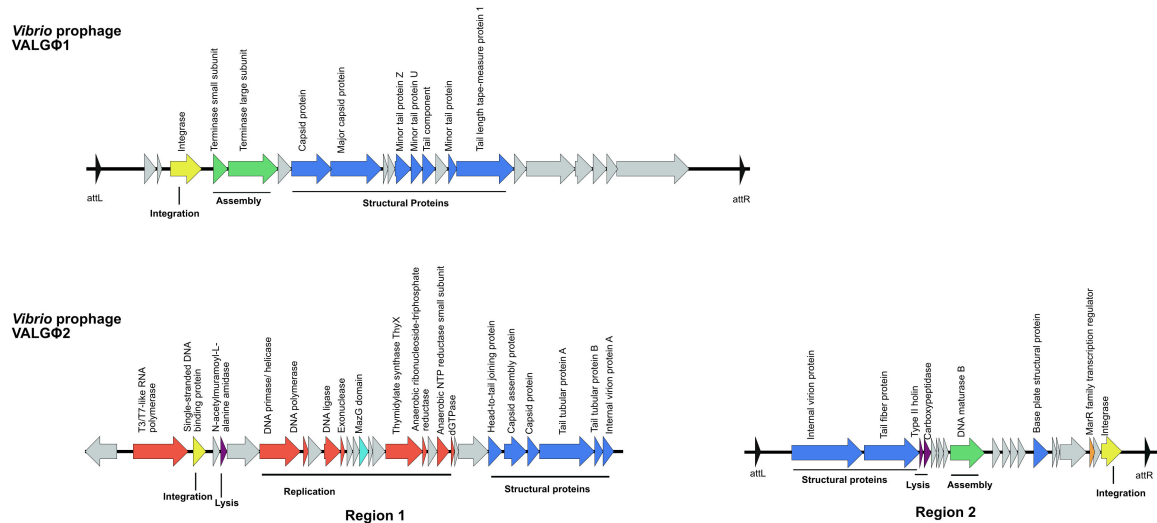 Vibrio prophage
VALGΦ1
Integrase
Terminase small subunit
Terminase large subunit
Capsid protein
Major capsid protein
Minor tail protein Z
Minor tail protein U
Tail component
Minor tail protein
Tail length tape-measure protein 1
attL
attR
Integration
Assembly
Structural Proteins
Vibrio prophage
VALGΦ2
T3/T7-like RNA
polymerase
Single-stranded DNA
binding protein
N-acetylmuramoyl-L-
alanine amidase
DNA primase/ helicase
DNA polymerase
DNA ligase
Exonuclease
MazG domain
Thymidylate synthase ThyX
Anaerobic ribonucleoside-triphosphate
reductase
Anaerobic NTP reductase small subunit
dGTPase
Head-to-tail joining protein
Capsid assembly protein
Capsid protein
Tail tubular protein A
Tail tubular protein B
Internal virion protein A
Integration
Lysis
Replication
Structural proteins
Region 1
Internal virion protein
Tail fiber protein
Type II holin
Carboxypeptidase
DNA maturase B
Base plate structural protein
MarR family transcription regulator
Integrase
attL
attR
Structural proteins
Lysis
Assembly
Integration
Region 2